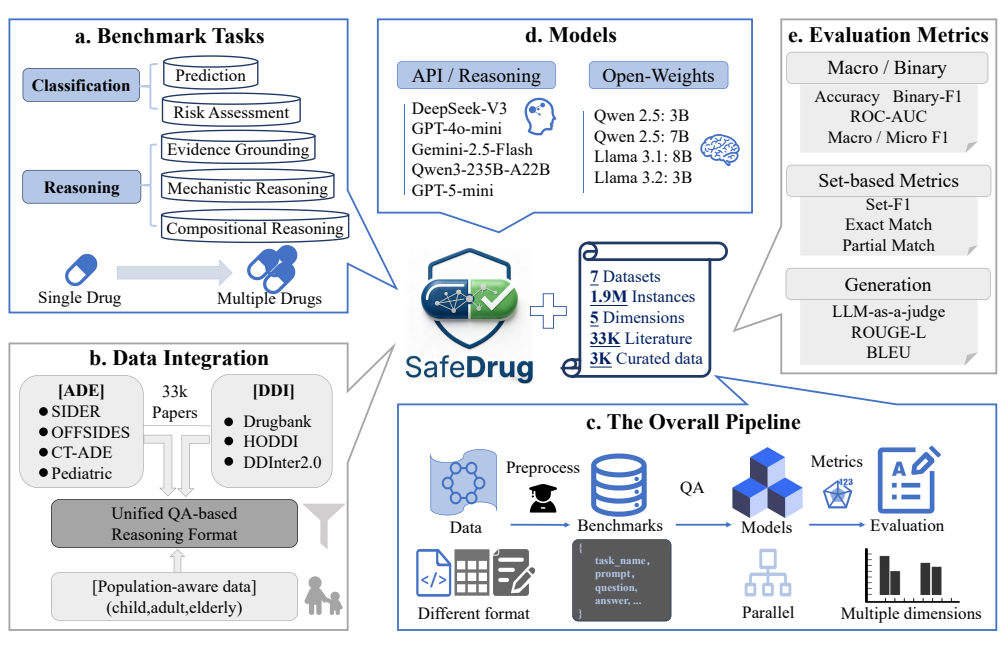 a. Benchmark Tasks
Classification
Prediction
Risk Assessment
Reasoning
Evidence Grounding
Mechanistic Reasoning
Compositional Reasoning
Single Drug
Multiple Drugs
b. Data Integration
[ADE]
SIDER
OFFSIDES
CT-ADE
Pediatric
33k
Papers
[DDI]
Drugbank
HODDI
DDInter2.0
Unified QA-based
Reasoning Format
[Population-aware data]
(child,adult,elderly)
d. Models
API / Reasoning
DeepSeek-V3
GPT-4o-mini
Gemini-2.5-Flash
Qwen3-235B-A22B
GPT-5-mini
Open-Weights
Qwen 2.5: 3B
Qwen 2.5: 7B
Llama 3.1: 8B
Llama 3.2: 3B
SafeDrug
7 Datasets
1.9M Instances
5 Dimensions
33K Literature
3K Curated data
e. Evaluation Metrics
Macro / Binary
Accuracy Binary-F1
ROC-AUC
Macro / Micro F1
Set-based Metrics
Set-F1
Exact Match
Partial Match
Generation
LLM-as-a-judge
ROUGE-L
BLEU
c. The Overall Pipeline
Data
Preprocess
Benchmarks
QA
Models
Metrics
123
A
Evaluation
</>
Different format
{
task_name,
prompt,
question,
answer, ...
}
Parallel
Multiple dimensions